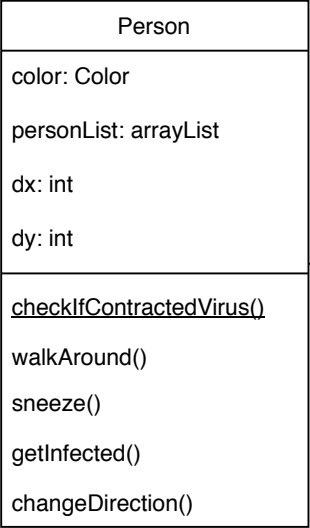 Person
color: Color
personList: arrayList
dx: int
dy: int
checkIfContractedVirus()
walkAround()
sneeze()
getInfected()
changeDirection()